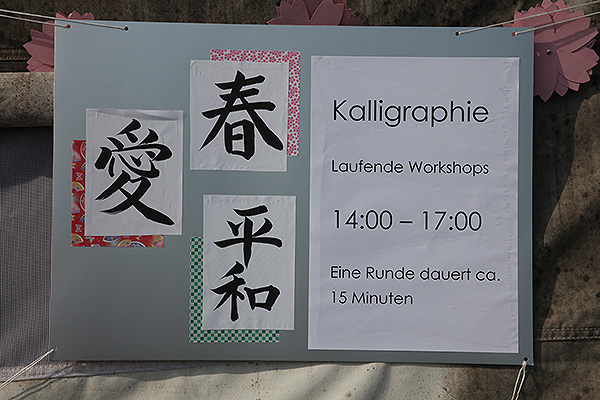 愛
春
平
和
Kalligraphie
Laufende Workshops
14:00 – 17:00
Eine Runde dauert ca.
15 Minuten